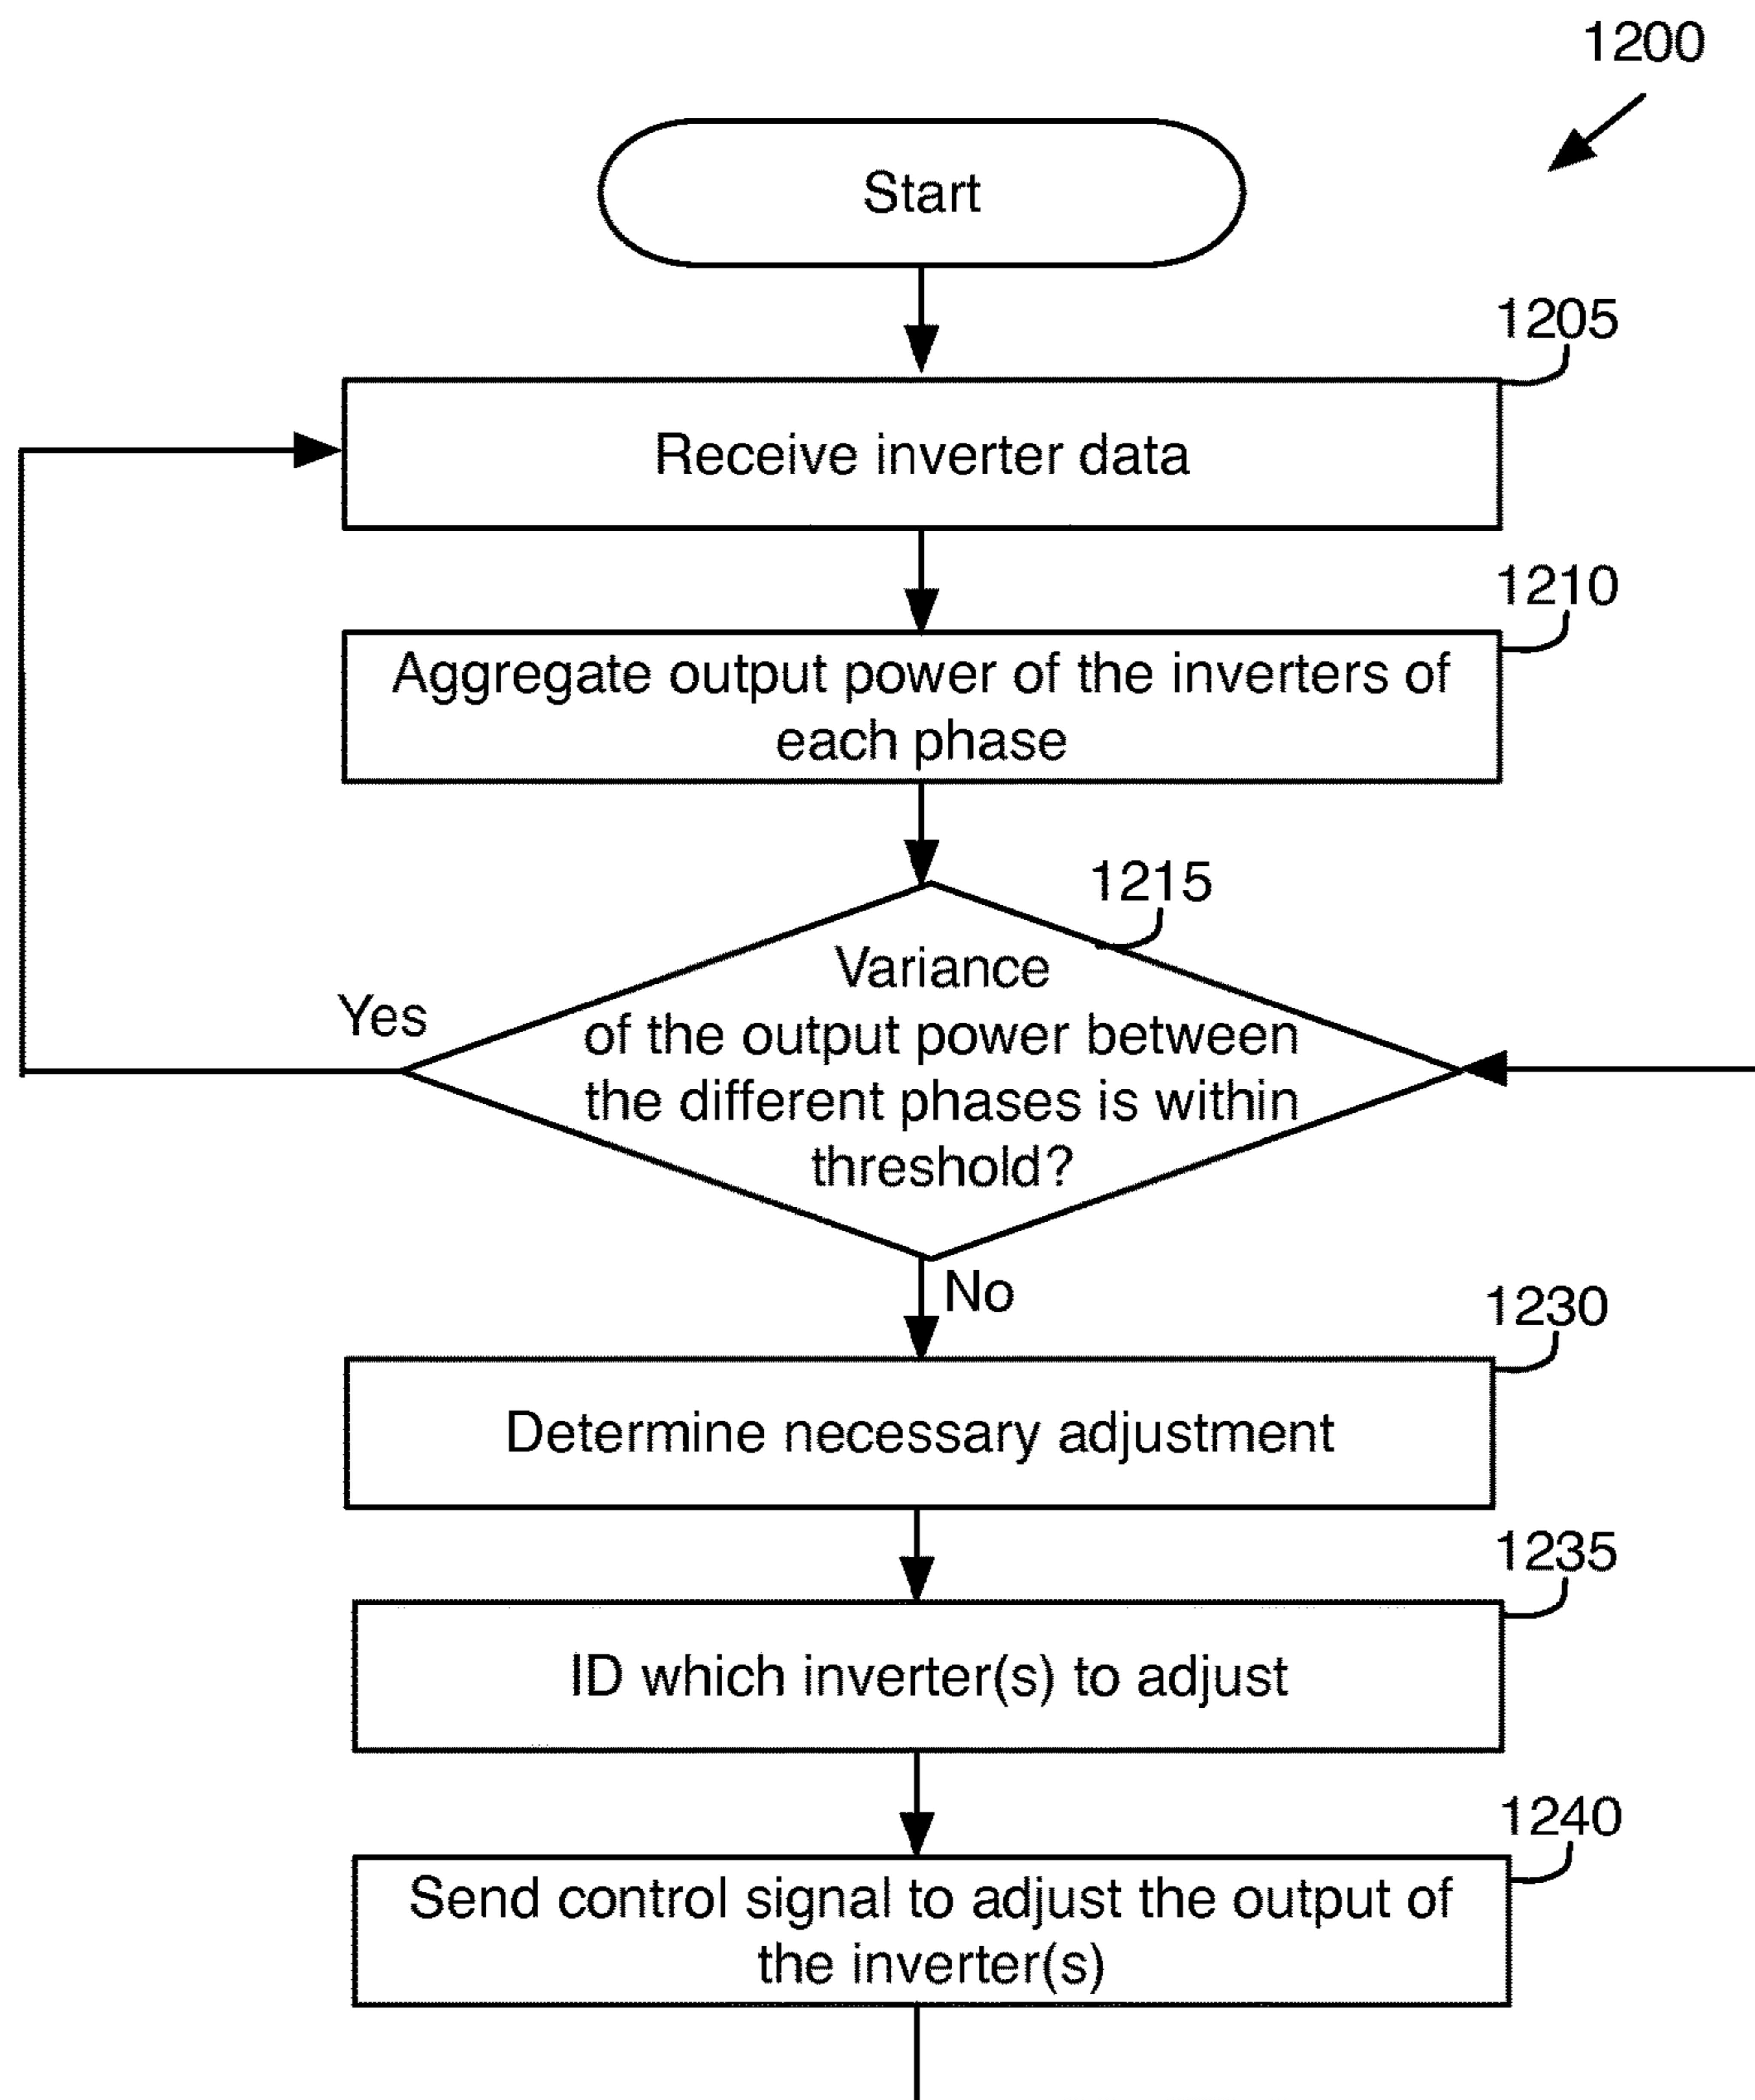 1200
Start
1205
Receive inverter data
1210
Aggregate output power of the inverters of
each phase
1215
Variance
of the output power between
the different phases is within
threshold?
Yes
No
1230
Determine necessary adjustment
1235
ID which inverter(s) to adjust
1240
Send control signal to adjust the output of
the inverter(s)